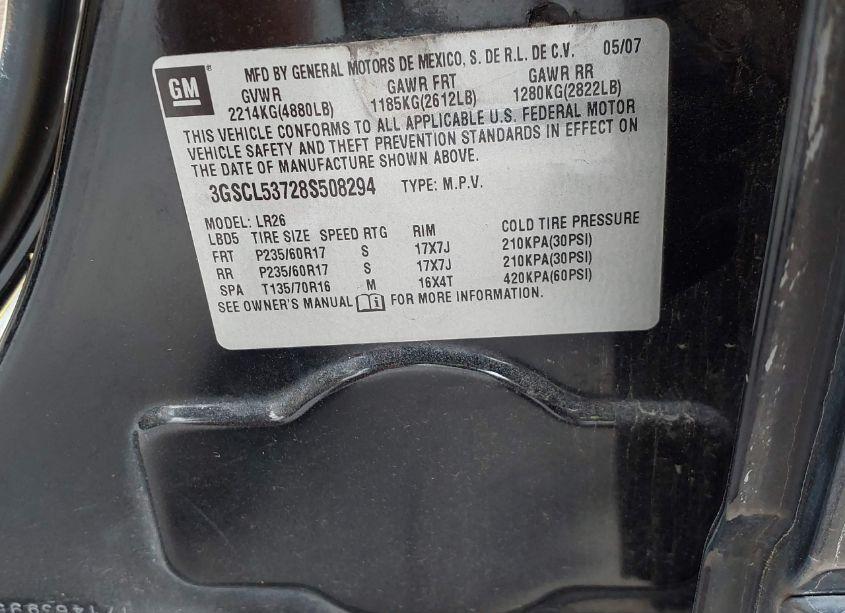 GM
MFD BY GENERAL MOTORS DE MEXICO, S. DE R.L. DE C.V. 05/07
GVWR GAWR FRT GAWR RR
2214KG(4880LB) 1185KG(2612LB) 1280KG(2822LB)
THIS VEHICLE CONFORMS TO ALL APPLICABLE U.S. FEDERAL MOTOR
VEHICLE SAFETY AND THEFT PREVENTION STANDARDS IN EFFECT ON
THE DATE OF MANUFACTURE SHOWN ABOVE.
3GSCL53728S508294 TYPE: M.P.V.
MODEL: LR26
LBD5 TIRE SIZE SPEED RTG RIM COLD TIRE PRESSURE
FRT P235/60R17 S 17X7J 210KPA(30PSI)
RR P235/60R17 S 17X7J 210KPA(30PSI)
SPA T135/70R16 M 16X4T 420KPA(60PSI)
SEE OWNER'S MANUAL FOR MORE INFORMATION.